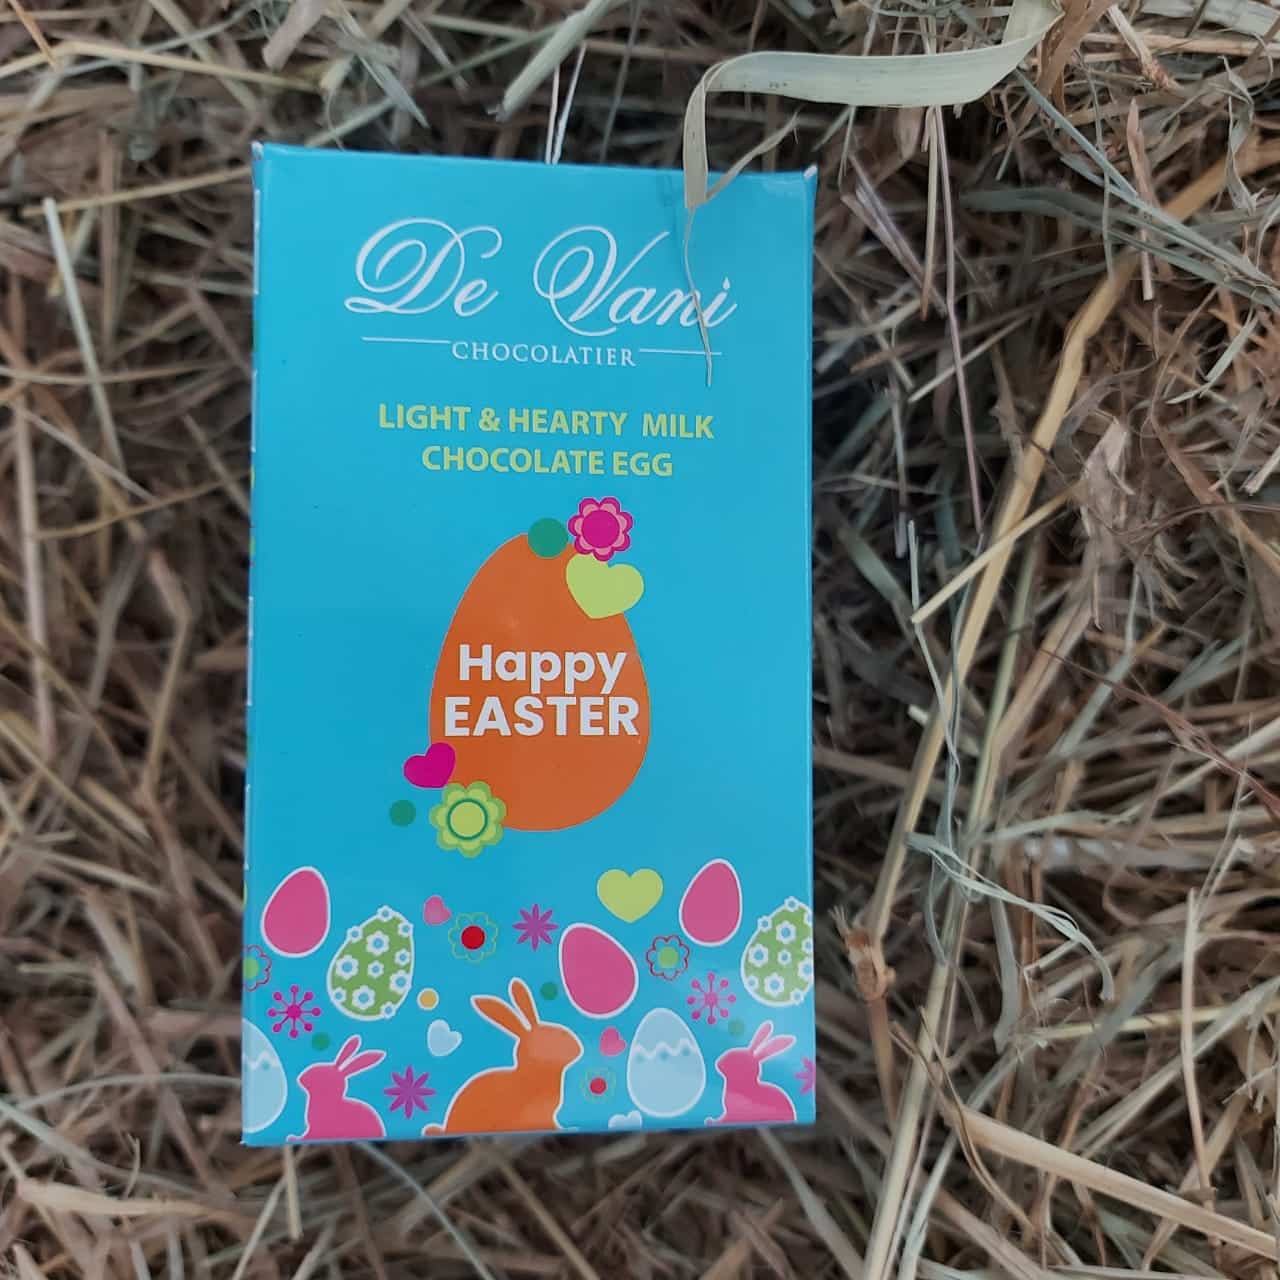 De Vani
CHOCOLATIER
LIGHT & HEARTY MILK
CHOCOLATE EGG
Happy
EASTER